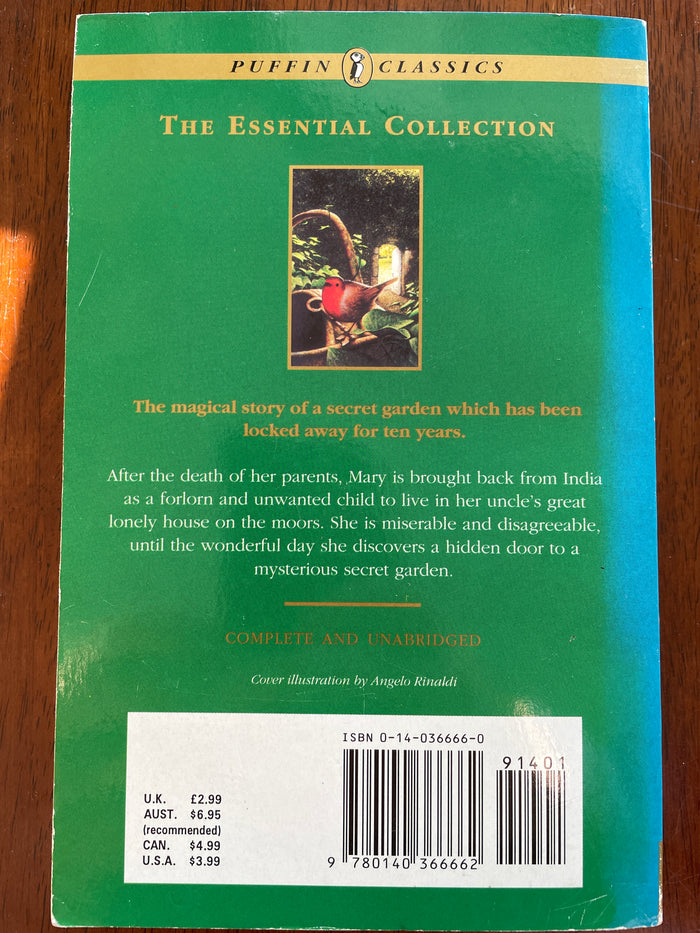 PUFFIN CLASSICS
THE ESSENTIAL COLLECTION
The magical story of a secret garden which has been
locked away for ten years.
After the death of her parents, Mary is brought back from India
as a forlorn and unwanted child to live in her uncle's great
lonely house on the moors. She is miserable and disagreeable,
until the wonderful day she discovers a hidden door to a
mysterious secret garden.
COMPLETE AND UNABRIDGED
Cover illustration by Angelo Rinaldi
ISBN 0-14-036666-0
91401
U.K. £2.99
AUST. $6.95
(recommended)
CAN. $4.99
U.S.A. $3.99
9 780140 366662